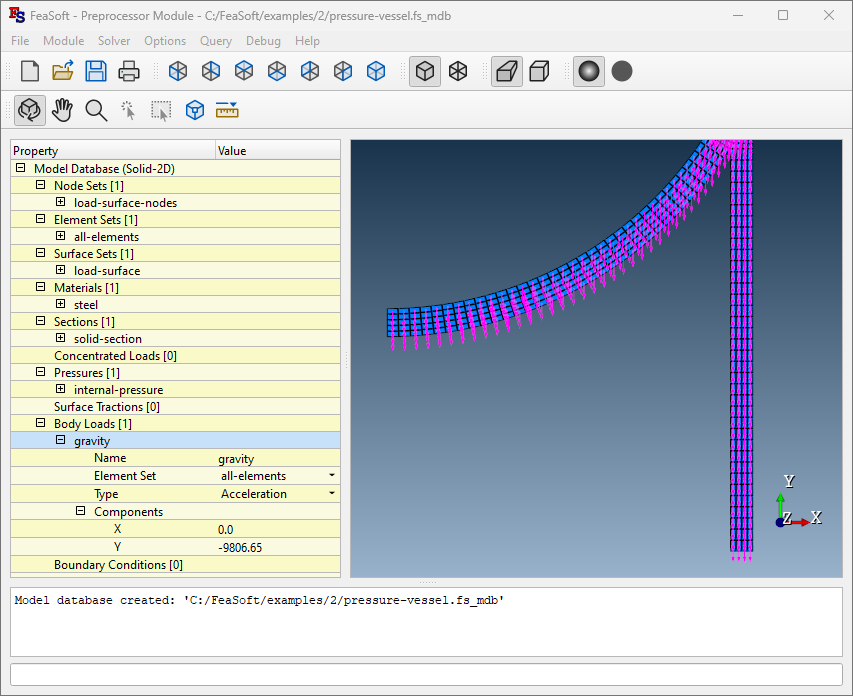 FeaSoft - Preprocessor Module - C:/FeaSoft/examples/2/pressure-vessel.fs_mdb
File Module Solver Options Query Debug Help
Property Value
Model Database (Solid-2D)
Node Sets [1]
load-surface-nodes
Element Sets [1]
all-elements
Surface Sets [1]
load-surface
Materials [1]
steel
Sections [1]
solid-section
Concentrated Loads [0]
Pressures [1]
internal-pressure
Surface Tractions [0]
Body Loads [1]
gravity
Name gravity
Element Set all-elements
Type Acceleration
Components
X 0.0
Y -9806.65
Boundary Conditions [0]
Y
Z X
Model database created: 'C:/FeaSoft/examples/2/pressure-vessel.fs_mdb'